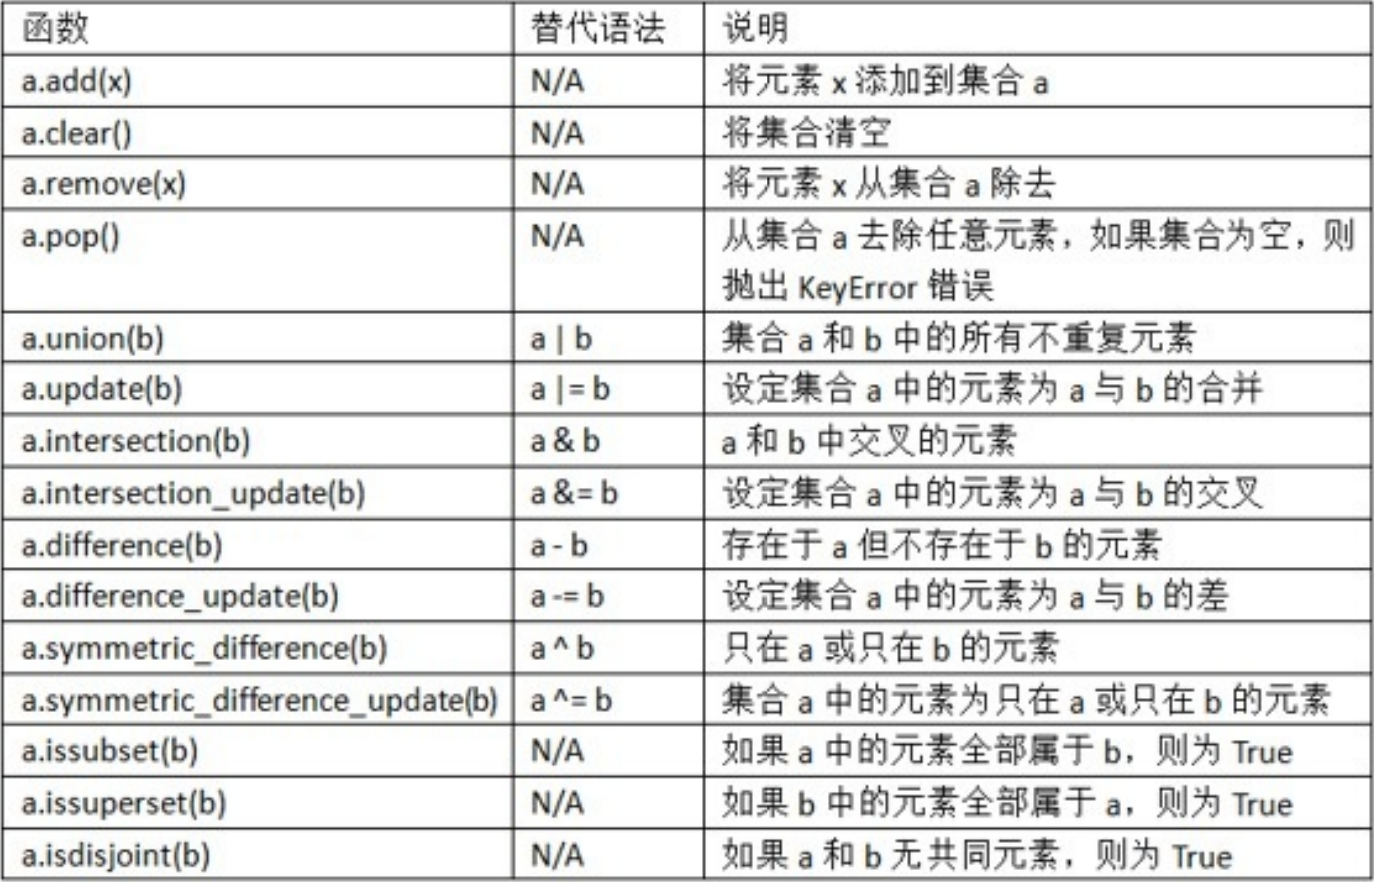 函数 替代语法 说明
a.add(x) N/A 将元素 x 添加到集合 a
a.clear() N/A 将集合清空
a.remove(x) N/A 将元素 x 从集合 a 除去
a.pop() N/A 从集合 a 去除任意元素，如果集合为空，则
抛出 KeyError 错误
a.union(b) a | b 集合 a 和 b 中的所有不重复元素
a.update(b) a |= b 设定集合 a 中的元素为 a 与 b 的合并
a.intersection(b) a & b a 和 b 中交叉的元素
a.intersection_update(b) a &= b 设定集合 a 中的元素为 a 与 b 的交叉
a.difference(b) a - b 存在于 a 但不存在于 b 的元素
a.difference_update(b) a -= b 设定集合 a 中的元素为 a 与 b 的差
a.symmetric_difference(b) a ^ b 只在 a 或只在 b 的元素
a.symmetric_difference_update(b) a ^= b 集合 a 中的元素为只在 a 或只在 b 的元素
a.issubset(b) N/A 如果 a 中的元素全部属于 b，则为 True
a.issuperset(b) N/A 如果 b 中的元素全部属于 a，则为 True
a.isdisjoint(b) N/A 如果 a 和 b 无共同元素，则为 True